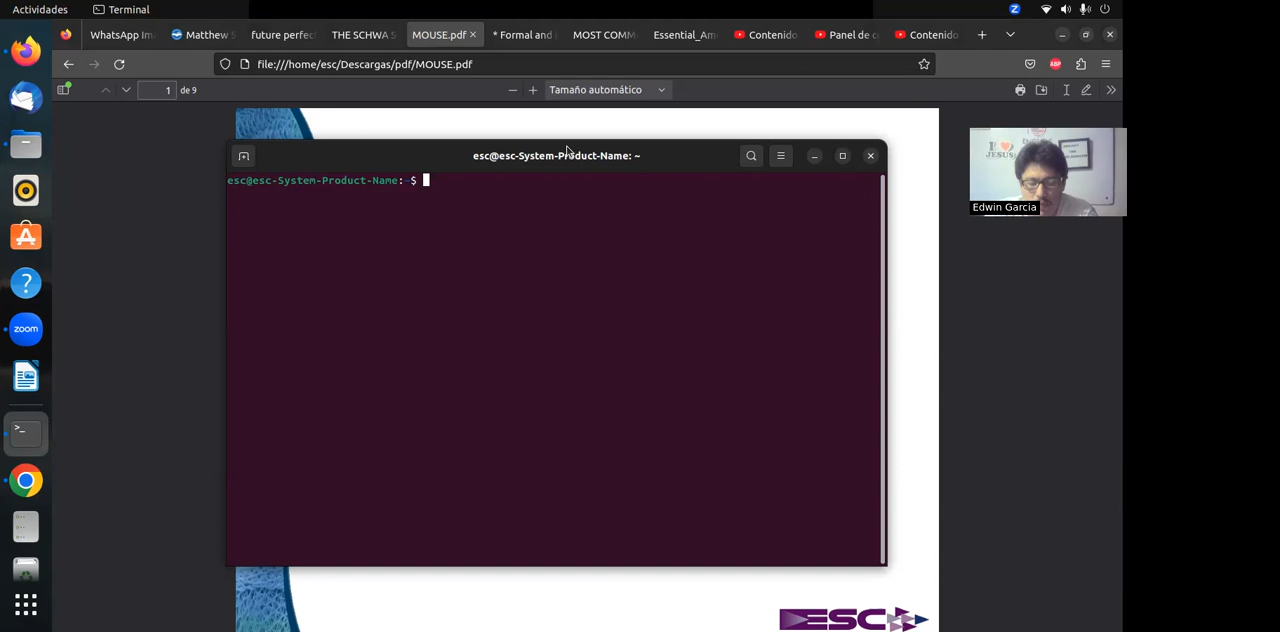 Actividades
Terminal
WhatsApp Im
Matthew
future perfec
THE SCHWA S
MOUSE.pdf
* Formal and
MOST COMM
Essential_Am
Contenido
Panel de c
Contenido
file:///home/esc/Descargas/pdf/MOUSE.pdf
ABP
1 de 9
Tamaño automático
esc@esc-System-Product-Name: ~
esc@esc-System-Product-Name:~$
I ❤ JESUS
Edwin Garcia
zoom
ESC